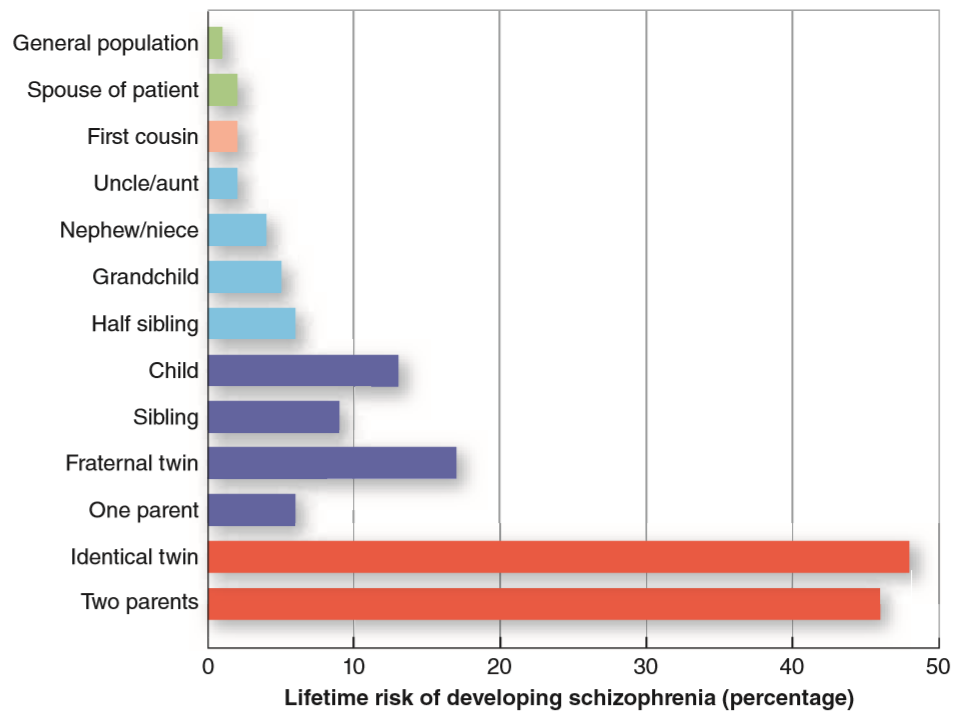 General population
Spouse of patient
First cousin
Uncle/aunt
Nephew/niece
Grandchild
Half sibling
Child
Sibling
Fraternal twin
One parent
Identical twin
Two parents
0 10 20 30 40 50
Lifetime risk of developing schizophrenia (percentage)